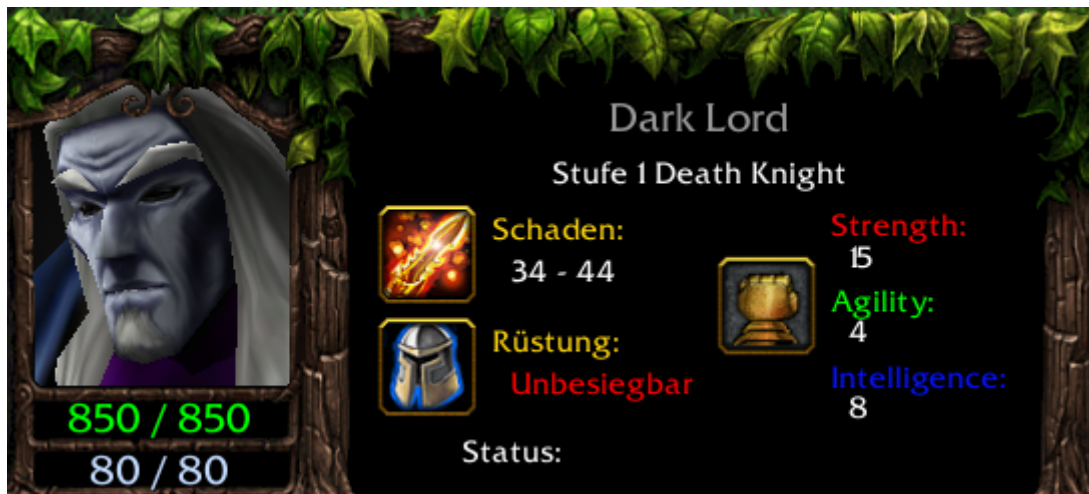 Dark Lord
Stufe 1 Death Knight
Schaden:
34 - 44
Rüstung:
Unbesiegbar
Strength:
15
Agility:
4
Intelligence:
8
Status:
850 / 850
80 / 80